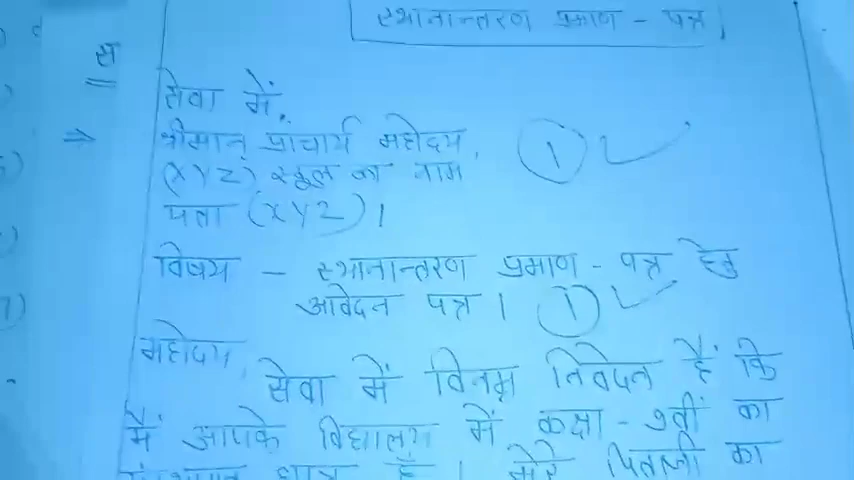 स्थानान्तरण प्रमाण - पत्र
स
सेवा में,
⇒ श्रीमान् प्राचार्य महोदय,
(XYZ) स्कूल का नाम
पता (XYZ)।
विषय - स्थानान्तरण प्रमाण - पत्र हेतु
आवेदन पत्र।
महोदय,
सेवा में विनम्र निवेदन है कि
मैं आपके विद्यालय में कक्षा - 9वीं का
छात्र हूँ। मेरे पिताजी का